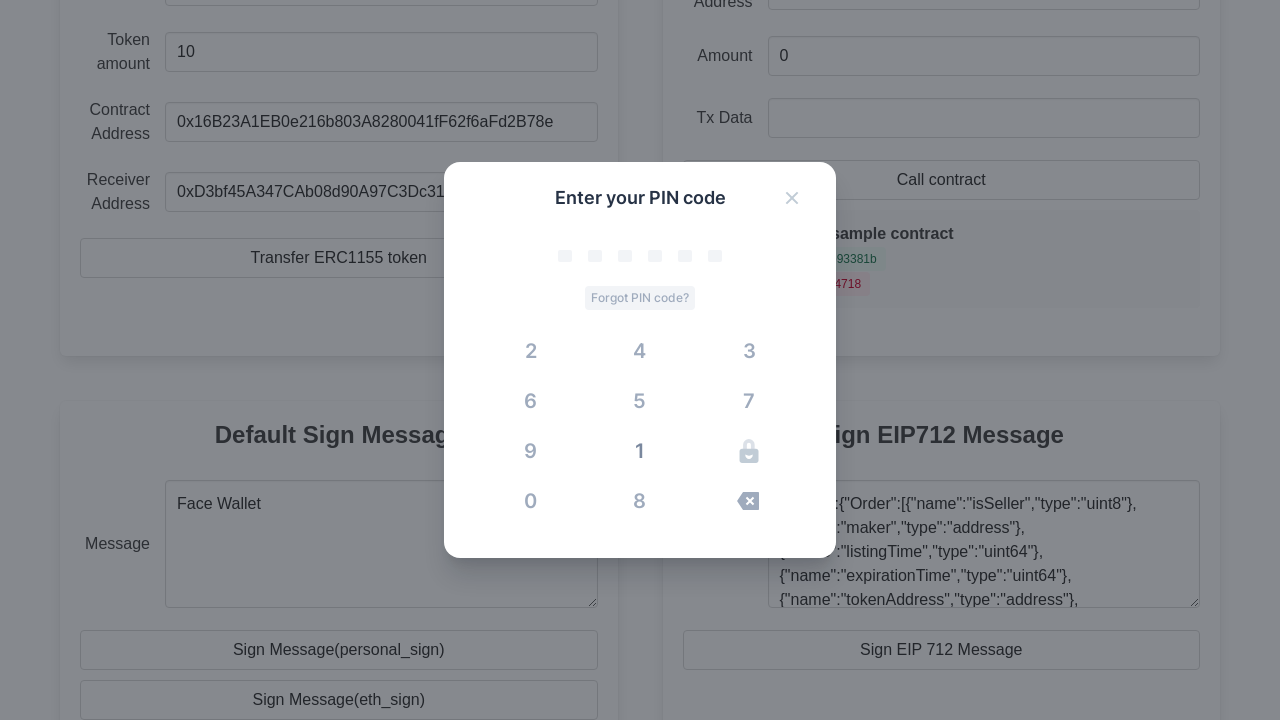 Address
Token
amount
10
Amount
0
Contract
Address
0x16B23A1EB0e216b803A8280041fF62f6aFd2B78e
Tx Data
Receiver
Address
0xD3bf45A347CAb08d90A97C3Dc31
Call contract
Transfer ERC1155 token
sample contract
93381b
4718
Enter your PIN code
Forgot PIN code?
2 4 3
6 5 7
9 1
0 8
Default Sign Messag
ign EIP712 Message
Message
Face Wallet
:{"Order":[{"name":"isSeller","type":"uint8"},
:"maker","type":"address"},
:"listingTime","type":"uint64"},
{"name":"expirationTime","type":"uint64"},
{"name":"tokenAddress","type":"address"},
Sign Message(personal_sign)
Sign EIP 712 Message
Sign Message(eth_sign)